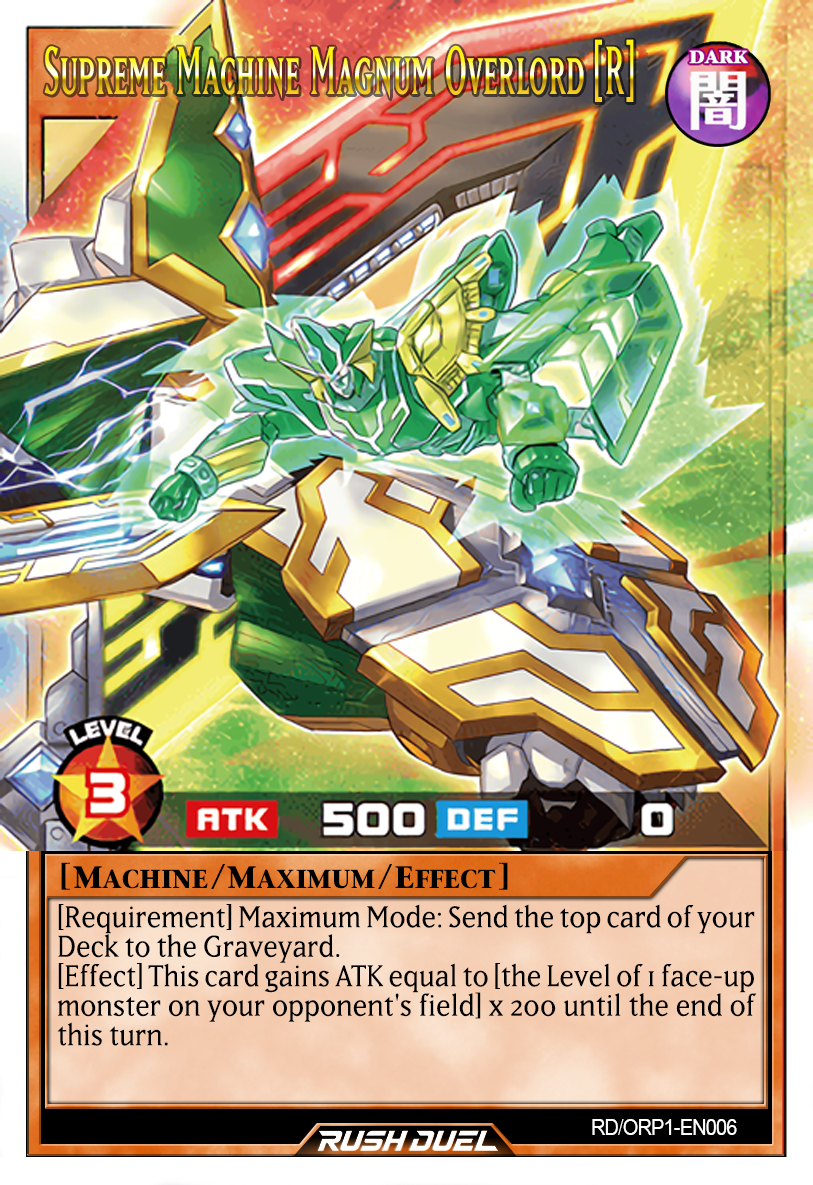 Supreme Machine Magnum Overlord [R]
DARK
闇
LEVEL
3
ATK 500 DEF 0
[Machine/Maximum/Effect]
[Requirement] Maximum Mode: Send the top card of your
Deck to the Graveyard.
[Effect] This card gains ATK equal to [the Level of 1 face-up
monster on your opponent's field] x 200 until the end of
this turn.
RUSH DUEL
RD/ORP1-EN006